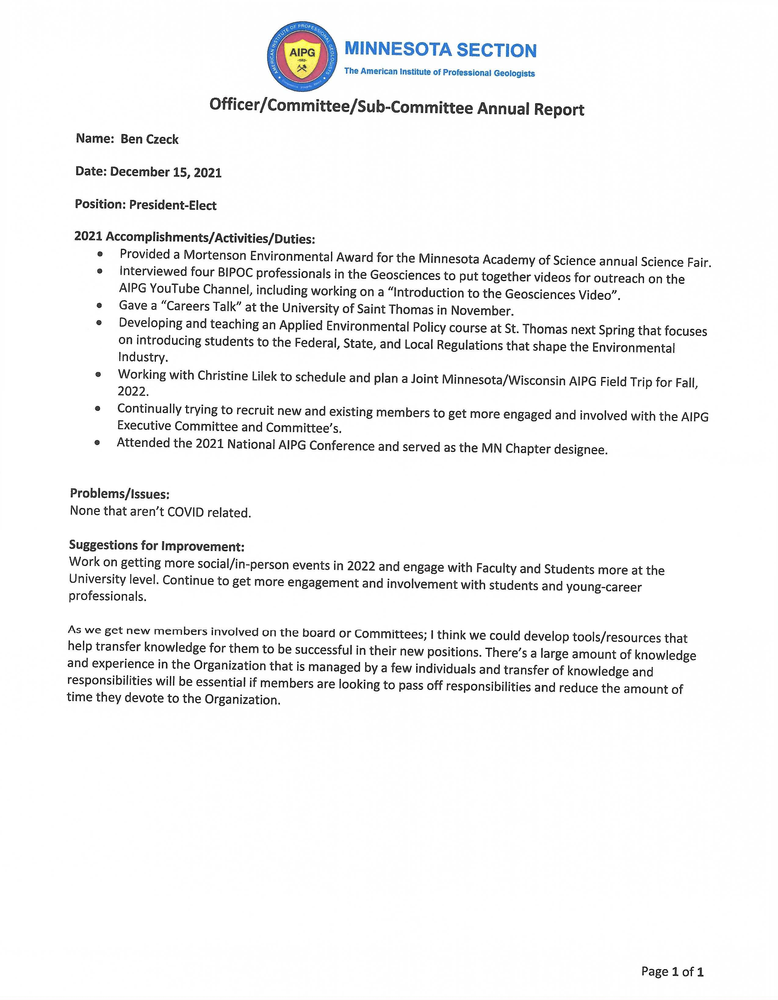 AMERICAN INSTITUTE OF PROFESSIONAL GEOLOGISTS
AIPG
MINNESOTA SECTION
The American Institute of Professional Geologists
Officer/Committee/Sub-Committee Annual Report
Name: Ben Czeck
Date: December 15, 2021
Position: President-Elect
2021 Accomplishments/Activities/Duties:
• Provided a Mortenson Environmental Award for the Minnesota Academy of Science annual Science Fair.
• Interviewed four BIPOC professionals in the Geosciences to put together videos for outreach on the
AIPG YouTube Channel, including working on a “Introduction to the Geosciences Video”.
• Gave a “Careers Talk” at the University of Saint Thomas in November.
• Developing and teaching an Applied Environmental Policy course at St. Thomas next Spring that focuses
on introducing students to the Federal, State, and Local Regulations that shape the Environmental
Industry.
• Working with Christine Lilek to schedule and plan a Joint Minnesota/Wisconsin AIPG Field Trip for Fall,
2022.
• Continually trying to recruit new and existing members to get more engaged and involved with the AIPG
Executive Committee and Committee’s.
• Attended the 2021 National AIPG Conference and served as the MN Chapter designee.
Problems/Issues:
None that aren’t COVID related.
Suggestions for Improvement:
Work on getting more social/in-person events in 2022 and engage with Faculty and Students more at the
University level. Continue to get more engagement and involvement with students and young-career
professionals.
As we get new members involved on the board or Committees; I think we could develop tools/resources that
help transfer knowledge for them to be successful in their new positions. There’s a large amount of knowledge
and experience in the Organization that is managed by a few individuals and transfer of knowledge and
responsibilities will be essential if members are looking to pass off responsibilities and reduce the amount of
time they devote to the Organization.
Page 1 of 1